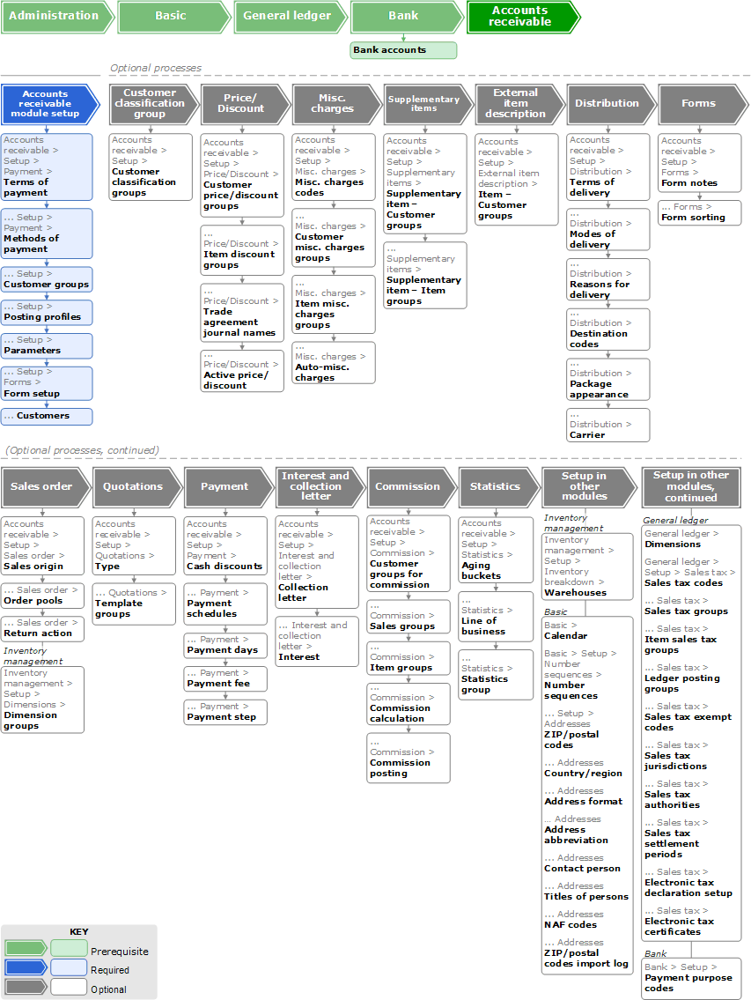 Administration
Basic
General ledger
Bank
Accounts
receivable
Bank accounts
Optional processes
Accounts
receivable
module setup
Accounts
receivable >
Setup >
Payment >
Terms of
payment
... Setup >
Payment >
Methods of
payment
... Setup >
Customer groups
... Setup >
Posting profiles
... Setup >
Parameters
... Setup >
Forms >
Form setup
... Customers
Customer
classification
group
Accounts
receivable >
Setup >
Customer
classification
groups
Price/
Discount
Accounts
receivable >
Setup >
Price/Discount >
Customer
price/discount
groups
...
Price/Discount >
Item discount
groups
...
Price/Discount >
Trade
agreement
journal names
...
Price/Discount >
Active price/
discount
Misc.
charges
Accounts
receivable >
Setup >
Misc. charges >
Misc. charges
codes
...
Misc. charges >
Customer
misc. charges
groups
...
Misc. charges >
Item misc.
charges
groups
...
Misc. charges >
Auto-misc.
charges
Supplementary
items
Accounts
receivable >
Setup >
Supplementary
items >
Supplementary
item –
Customer
groups
...
Supplementary
items >
Supplementary
item – Item
groups
External
item
description
Accounts
receivable >
Setup >
External item
description >
Item –
Customer
groups
Distribution
Accounts
receivable >
Setup >
Distribution >
Terms of
delivery
...
Distribution >
Modes of
delivery
...
Distribution >
Reasons for
delivery
...
Distribution >
Destination
codes
...
Distribution >
Package
appearance
...
Distribution >
Carrier
Forms
Accounts
receivable >
Setup >
Forms >
Form notes
... Forms >
Form sorting
(Optional processes, continued)
Sales order
Accounts
receivable >
Setup >
Sales order >
Sales origin
... Sales order >
Order pools
... Sales order >
Return action
Inventory
management
Inventory
management >
Setup >
Dimensions >
Dimension
groups
Quotations
Accounts
receivable >
Setup >
Quotations >
Type
... Quotations >
Template
groups
Payment
Accounts
receivable >
Setup >
Payment >
Cash discounts
... Payment >
Payment
schedules
... Payment >
Payment days
... Payment >
Payment fee
... Payment >
Payment step
Interest and
collection
letter
Accounts
receivable >
Setup >
Interest and
collection
letter >
Collection
letter
... Interest and
collection
letter >
Interest
Commission
Accounts
receivable >
Setup >
Commission >
Customer
groups for
commission
...
Commission >
Sales groups
...
Commission >
Item groups
...
Commission >
Commission
calculation
...
Commission >
Commission
posting
Statistics
Accounts
receivable >
Setup >
Statistics >
Aging
buckets
...
Statistics >
Line of
business
...
Statistics >
Statistics
group
Setup in
other
modules
Inventory
management
Inventory
management >
Setup >
Inventory
breakdown >
Warehouses
Basic
Basic >
Calendar
Basic > Setup >
Number
sequences >
Number
sequences
... Setup >
Addresses
ZIP/postal
codes
... Addresses
Country/region
... Addresses
Address format
... Addresses
Address
abbreviation
... Addresses
Contact person
... Addresses
Titles of persons
... Addresses
NAF codes
... Addresses
ZIP/postal
codes import log
Setup in other
modules,
continued
General ledger
General ledger >
Dimensions
General ledger >
Setup > Sales tax >
Sales tax codes
... Sales tax >
Sales tax groups
... Sales tax >
Item sales tax
groups
... Sales tax >
Ledger posting
groups
... Sales tax >
Sales tax exempt
codes
... Sales tax >
Sales tax
jurisdictions
... Sales tax >
Sales tax
authorities
... Sales tax >
Sales tax
settlement
periods
... Sales tax >
Electronic tax
declaration setup
... Sales tax >
Electronic tax
certificates
Bank
Bank > Setup >
Payment purpose
codes
KEY
Prerequisite
Required
Optional